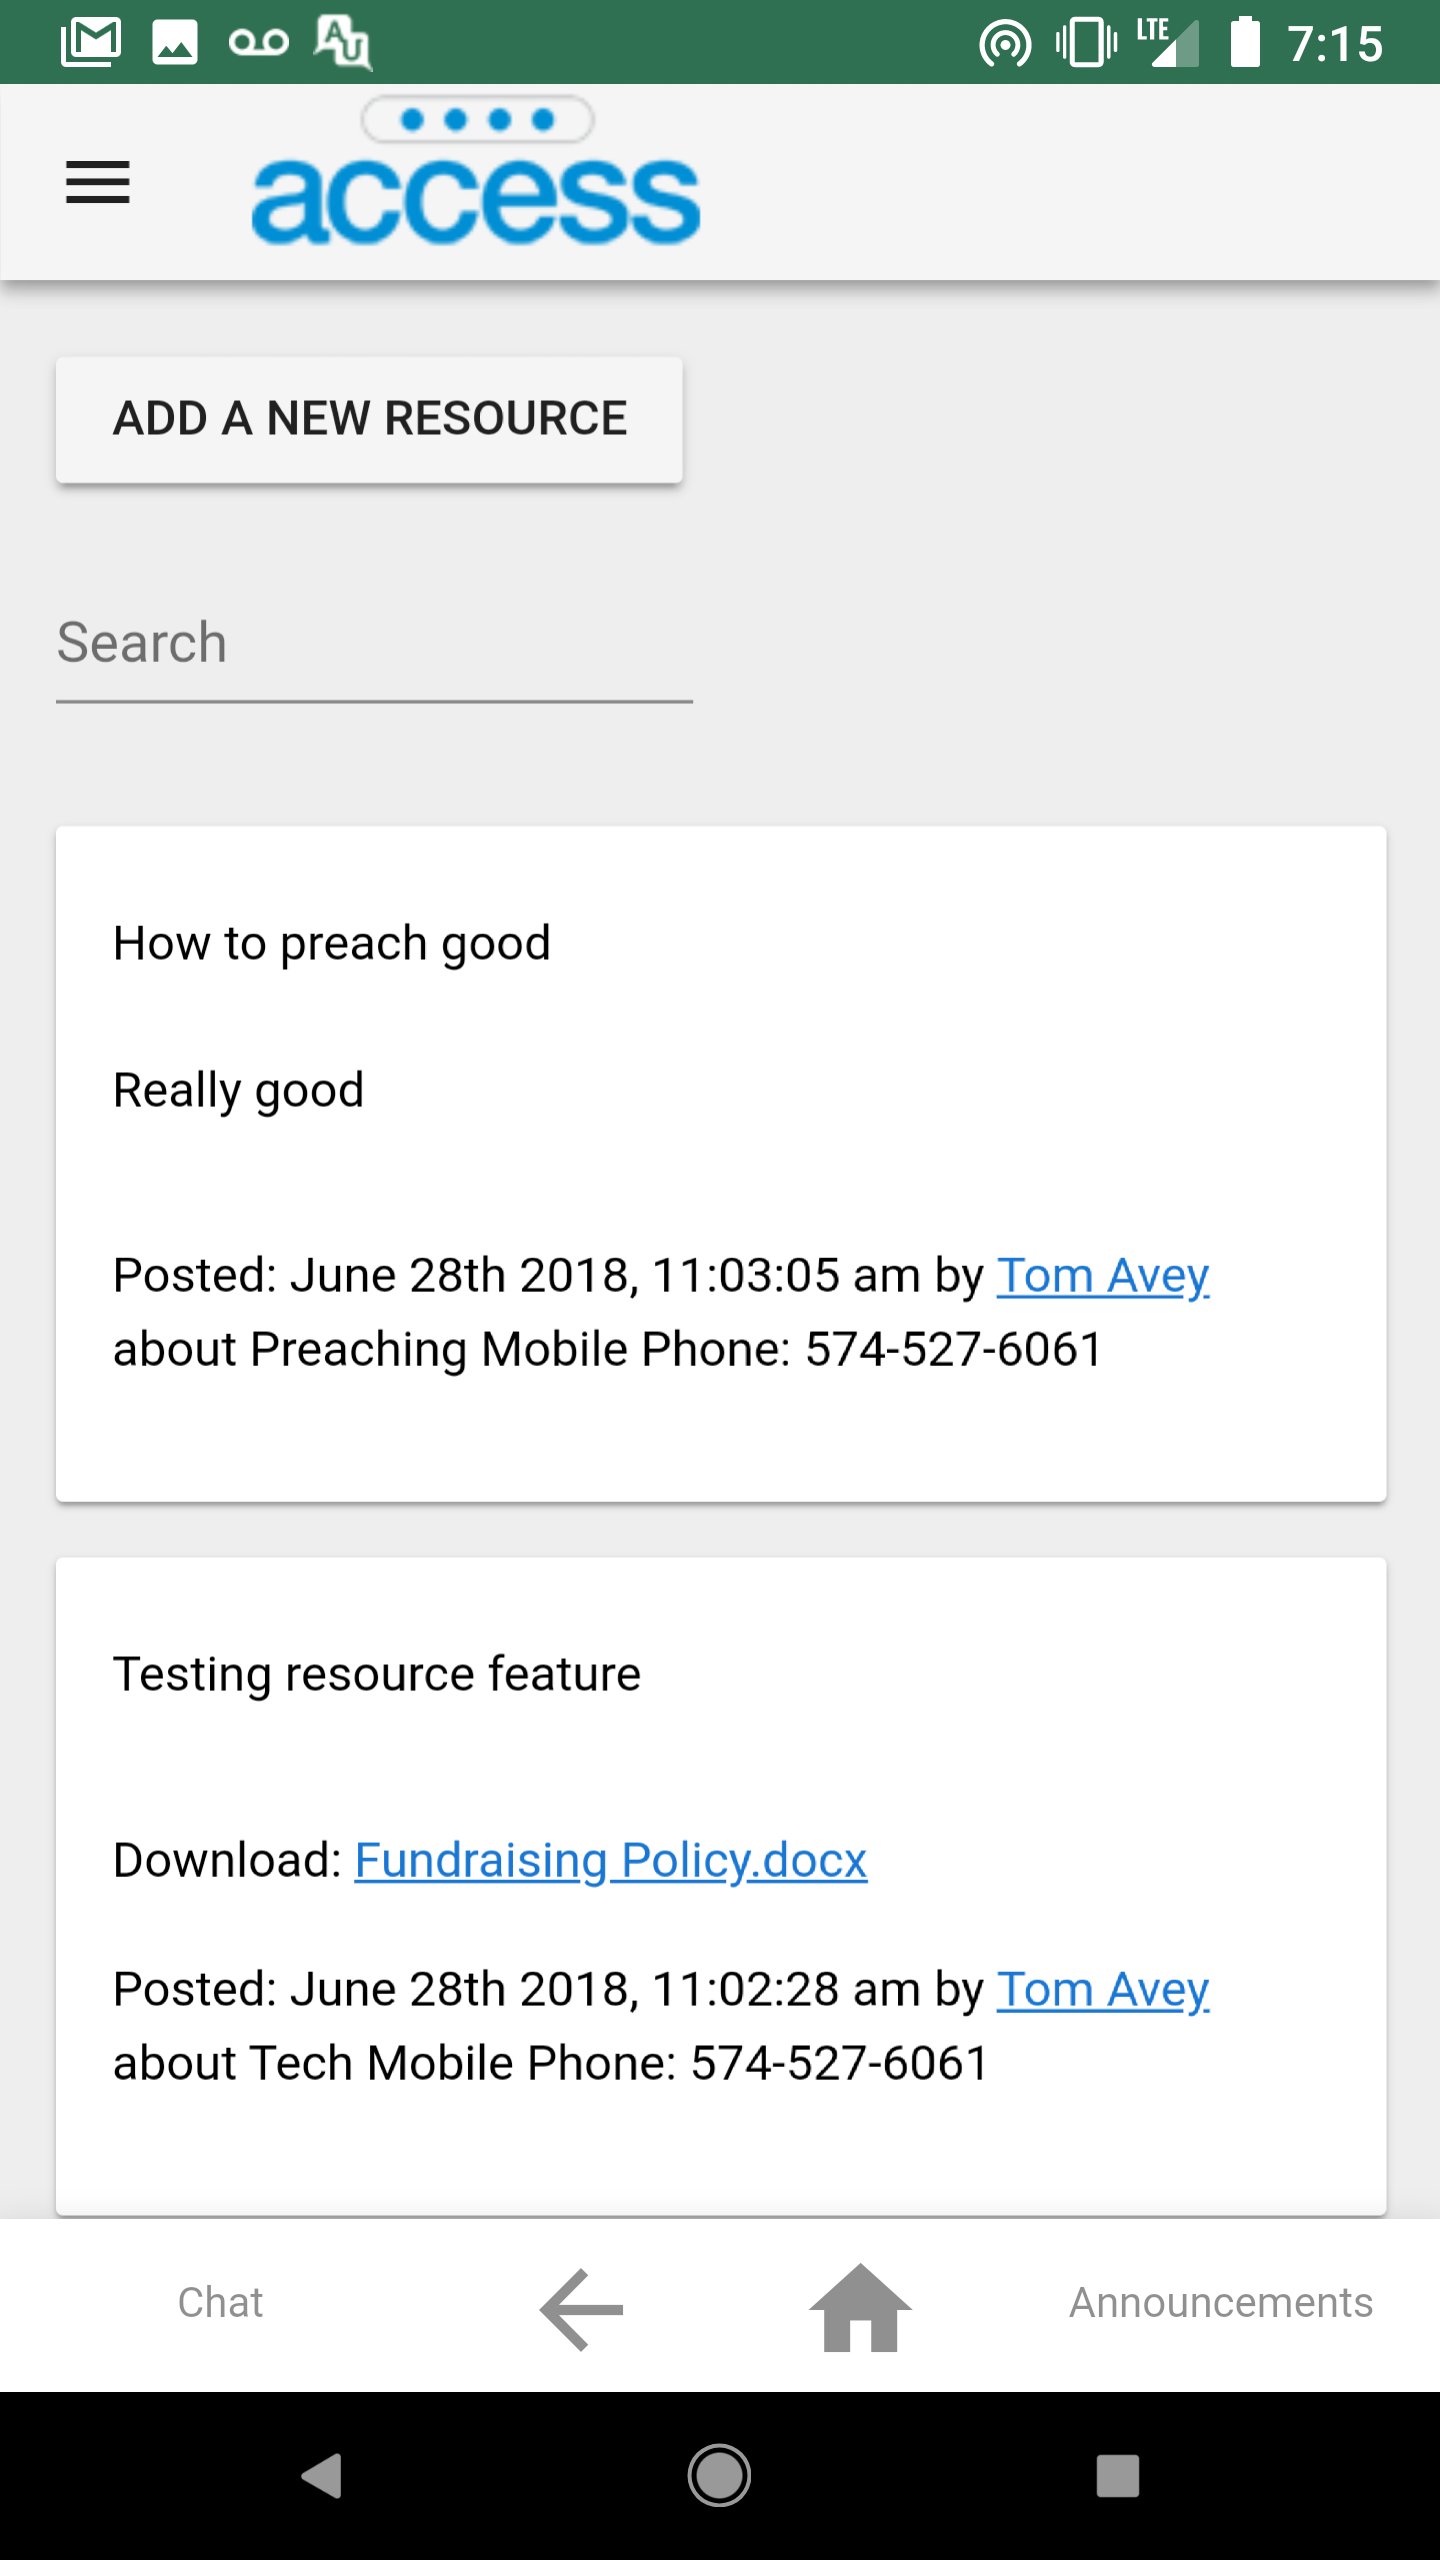 LTE 7:15
access
ADD A NEW RESOURCE
Search
How to preach good
Really good
Posted: June 28th 2018, 11:03:05 am by Tom Avey
about Preaching Mobile Phone: 574-527-6061
Testing resource feature
Download: Fundraising Policy.docx
Posted: June 28th 2018, 11:02:28 am by Tom Avey
about Tech Mobile Phone: 574-527-6061
Chat Announcements